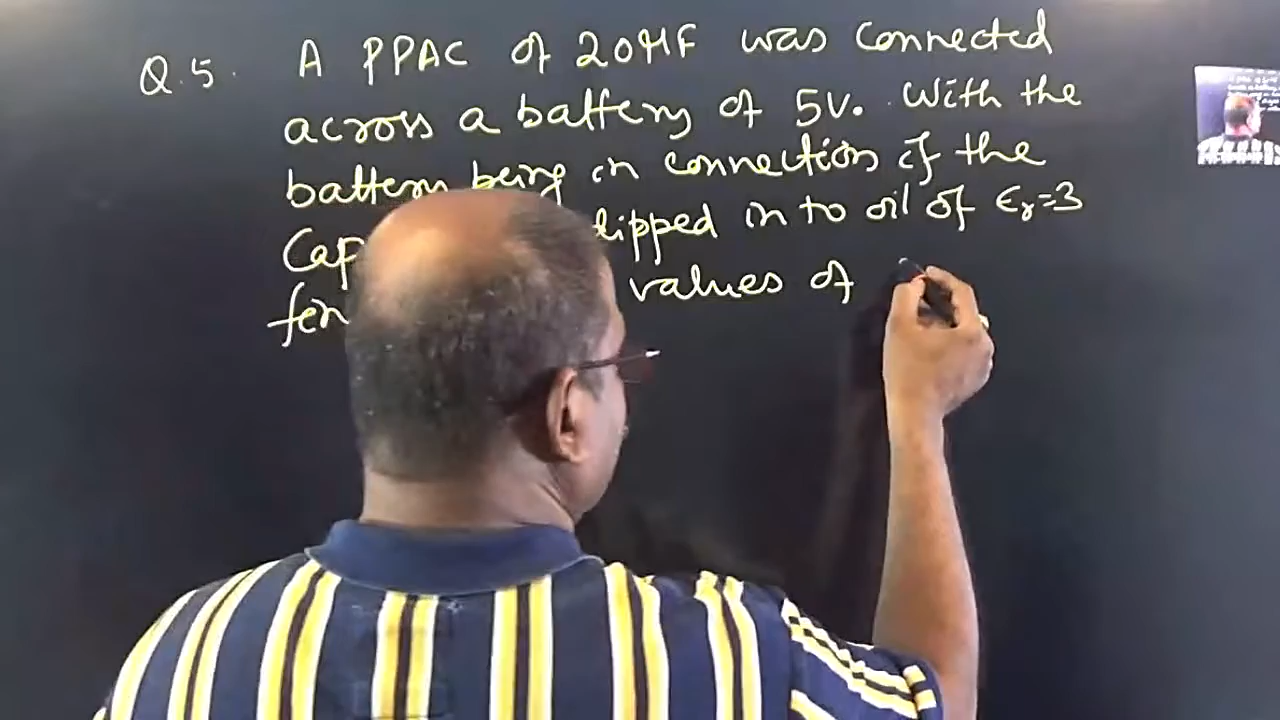 Q.5. A PPAC of 20μF was connected
across a battery of 5V. With the
battery being in connection if the
Cap dipped in to oil of εr=3
values of